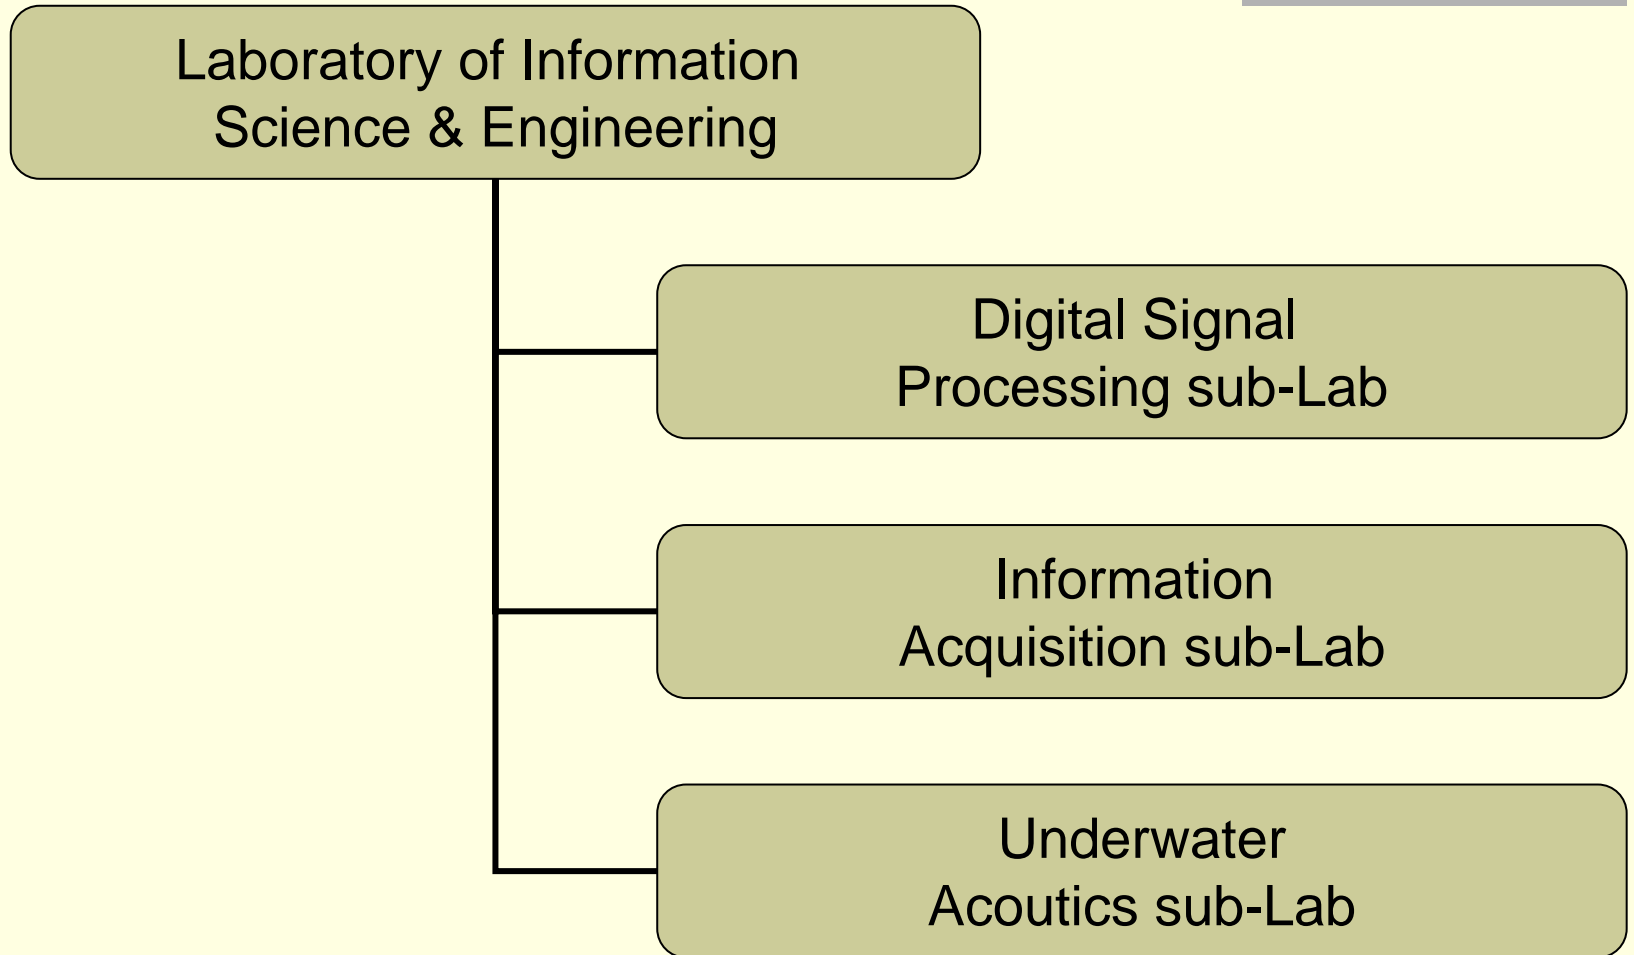 Laboratory of Information
Science & Engineering
Digital Signal
Processing sub-Lab
Information
Acquisition sub-Lab
Underwater
Acoutics sub-Lab